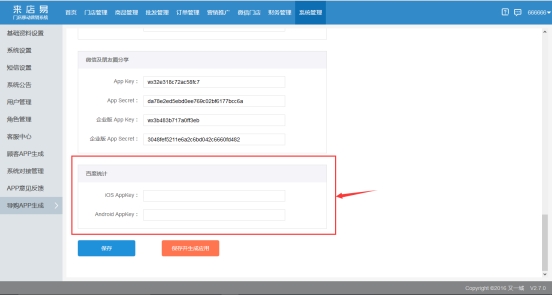 来店易
门店移动营销系统
首页 门店管理 商品管理 批发管理 订单管理 营销推广 微信门店 财务管理 系统管理
666666
基础资料设置
系统设置
短信设置
系统公告
用户管理
角色管理
客服中心
顾客APP生成
系统对接管理
APP意见反馈
导购APP生成
微信及朋友圈分享
App Key： wx32e318c72ac58fc7
App Secret： da78e2ed5ebd0ee769c02bf6177bcc6a
企业版 App Key： wx3b483b717a0ff3eb
企业版 App Secret： 3048fef5211e6a2c6bd042c6660fd482
百度统计
iOS AppKey：
Android AppKey：
保存 保存并生成应用
Copyright ©2016 艾一城 V2.7.0